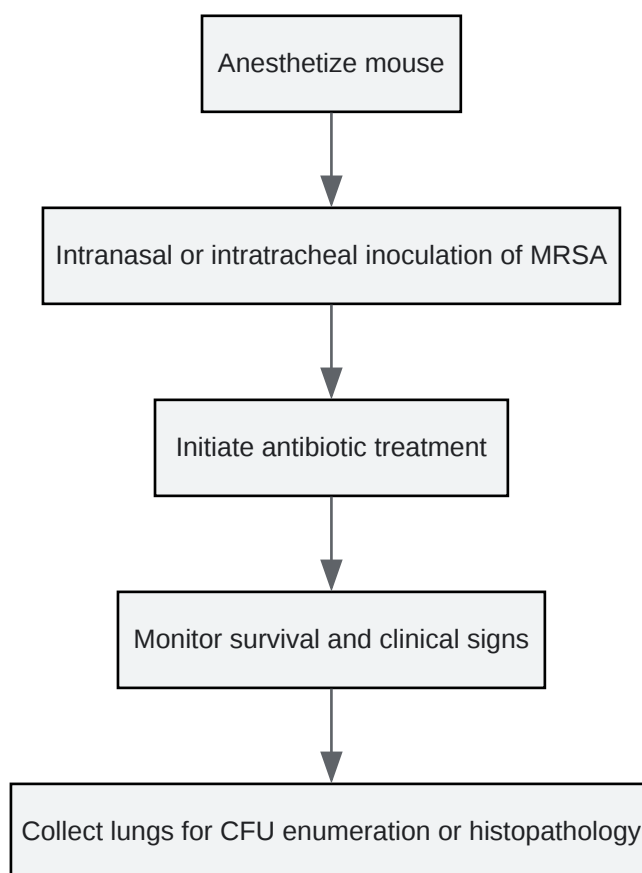 Anesthetize mouse
Intranasal or intratracheal inoculation of MRSA
Initiate antibiotic treatment
Monitor survival and clinical signs
Collect lungs for CFU enumeration or histopathology